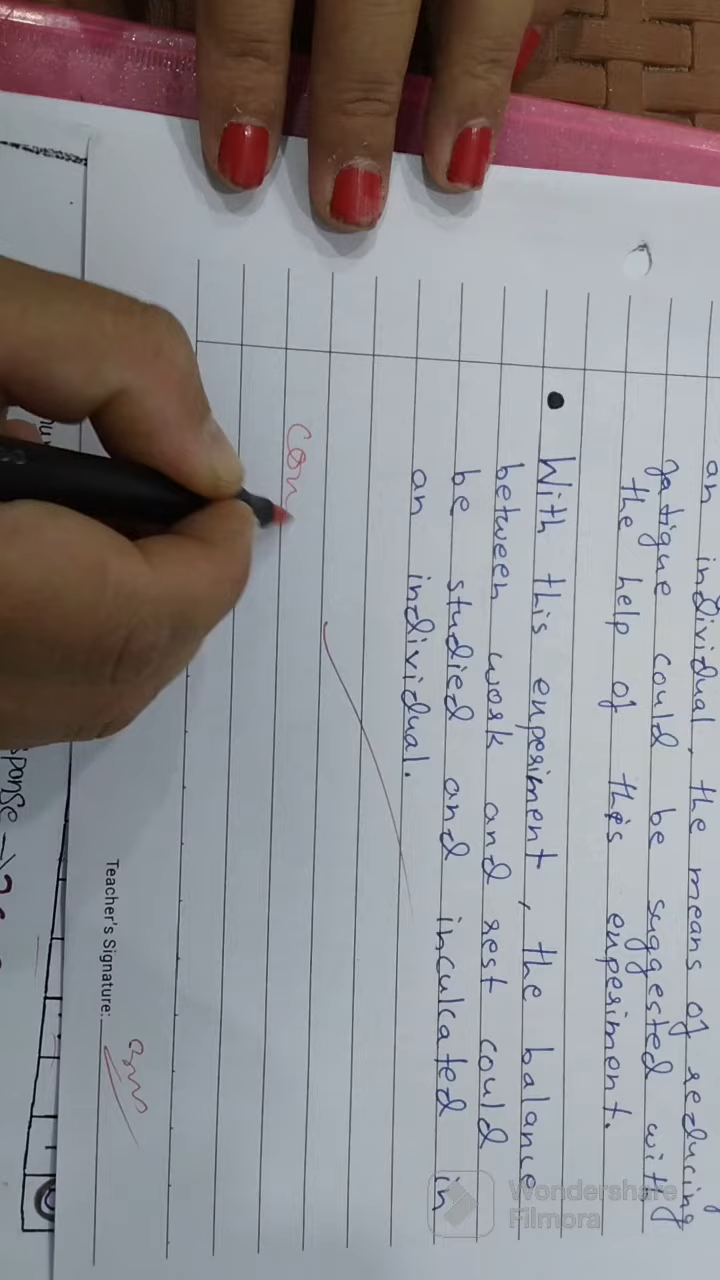 an individual, the means of reducing
fatigue could be suggested with
the help of this experiment.
• With this experiment, the balance
between work and rest could
be studied and inculcated in
an individual.
Con
Teacher's Signature:
ponse →
Wondershare
Filmora